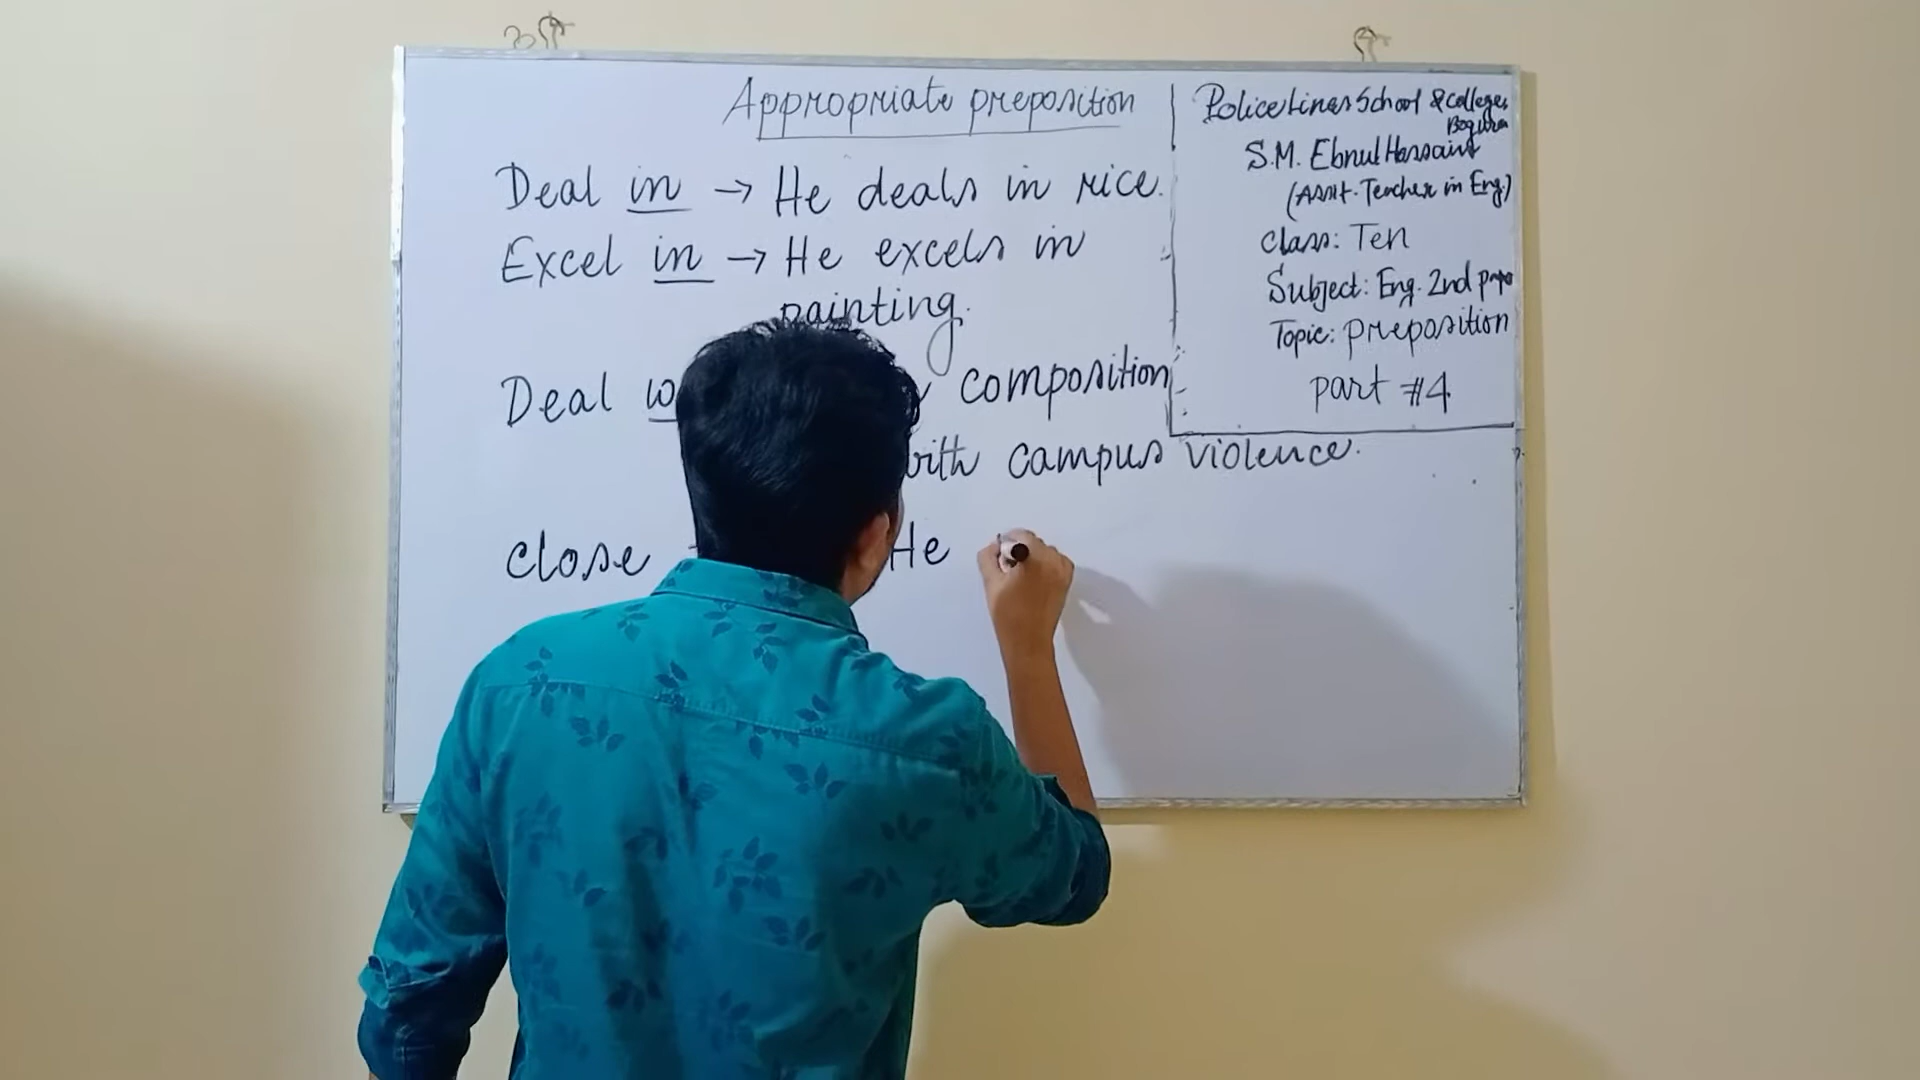 Appropriate preposition
Deal in → He deals in rice.
Excel in → He excels in
painting.
Deal composition
with campus violence.
close He
Police Lines School & Colleges
Bogura
S.M. Ebnul Hossain
(Asst. Teacher in Eng)
Class: Ten
Subject: Eng. 2nd paper
Topic: preposition
part #4